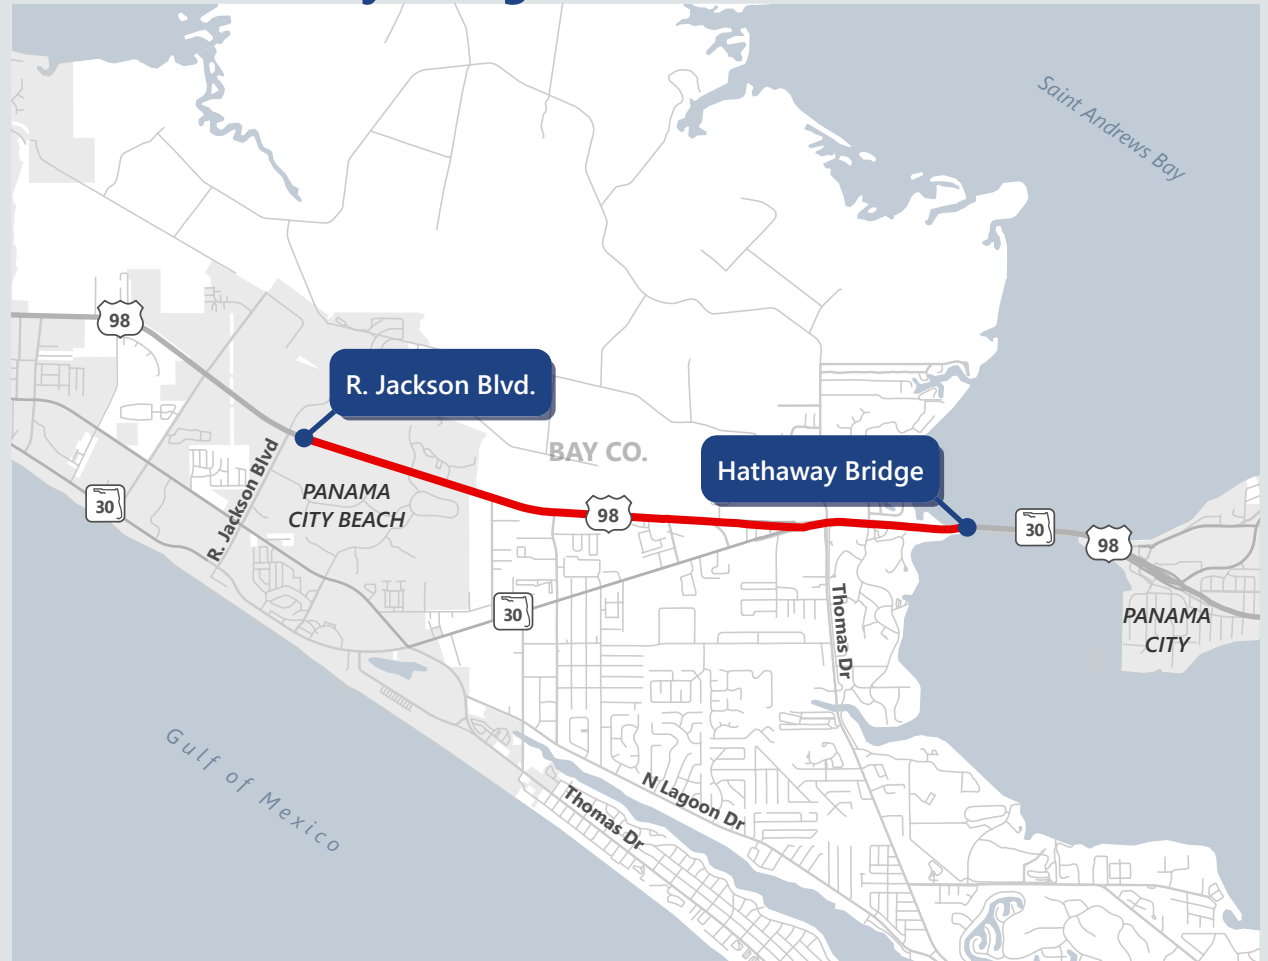 Saint Andrews Bay
98
R. Jackson Blvd.
BAY CO.
Hathaway Bridge
30
PANAMA
CITY BEACH
R. Jackson Blvd
98
30
98
30
Thomas Dr
PANAMA
CITY
Gulf of Mexico
N Lagoon Dr
Thomas Dr